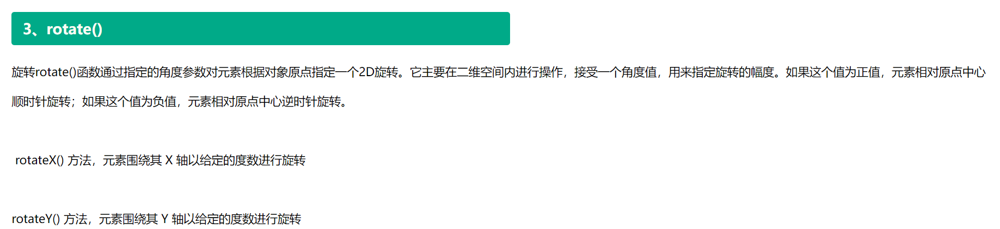 3、rotate()
旋转rotate()函数通过指定的角度参数对元素根据对象原点指定一个2D旋转。它主要在二维空间内进行操作，接受一个角度值，用来指定旋转的幅度。如果这个值为正值，元素相对原点中心
顺时针旋转；如果这个值为负值，元素相对原点中心逆时针旋转。
rotateX() 方法，元素围绕其 X 轴以给定的度数进行旋转
rotateY() 方法，元素围绕其 Y 轴以给定的度数进行旋转